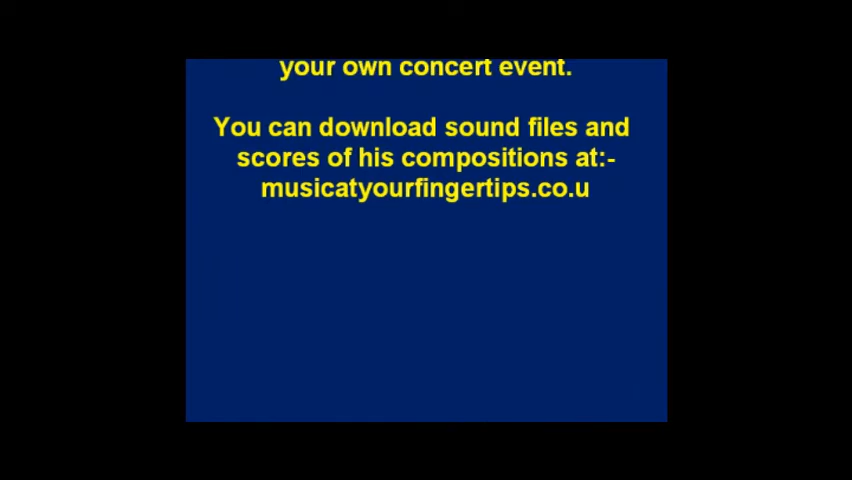 your own concert event.
You can download sound files and
scores of his compositions at:-
musicatyourfingertips.co.u